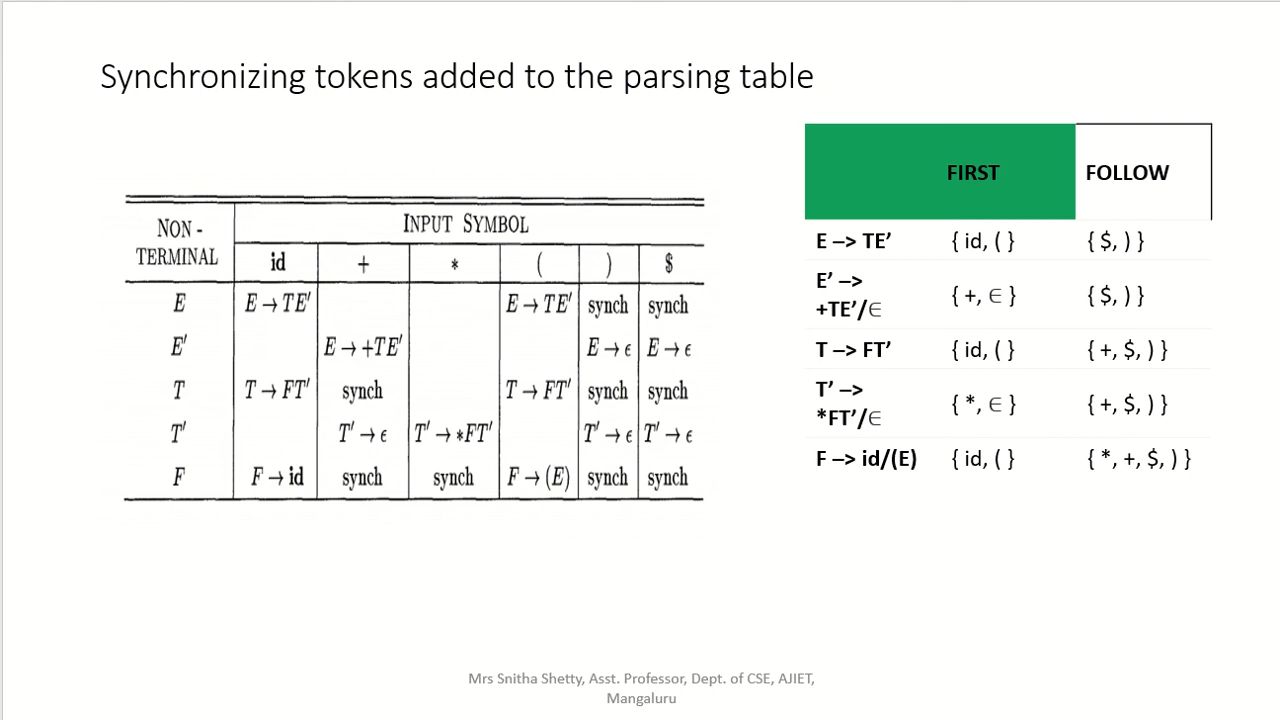 Synchronizing tokens added to the parsing table
NON - TERMINAL INPUT SYMBOL
id + * ( ) $
E E → TE′ E → TE′ synch synch
E′ E → +TE′ E → ϵ E → ϵ
T T → FT′ synch T → FT′ synch synch
T′ T′ → ϵ T′ → *FT′ T′ → ϵ T′ → ϵ
F F → id synch synch F → (E) synch synch
FIRST FOLLOW
E –> TE’ { id, ( } { $, ) }
E’ –>
+TE’/∈ { +, ∈ } { $, ) }
T –> FT’ { id, ( } { +, $, ) }
T’ –>
*FT’/∈ { *, ∈ } { +, $, ) }
F –> id/(E) { id, ( } { *, +, $, ) }
Mrs Snitha Shetty, Asst. Professor, Dept. of CSE, AJIET,
Mangaluru